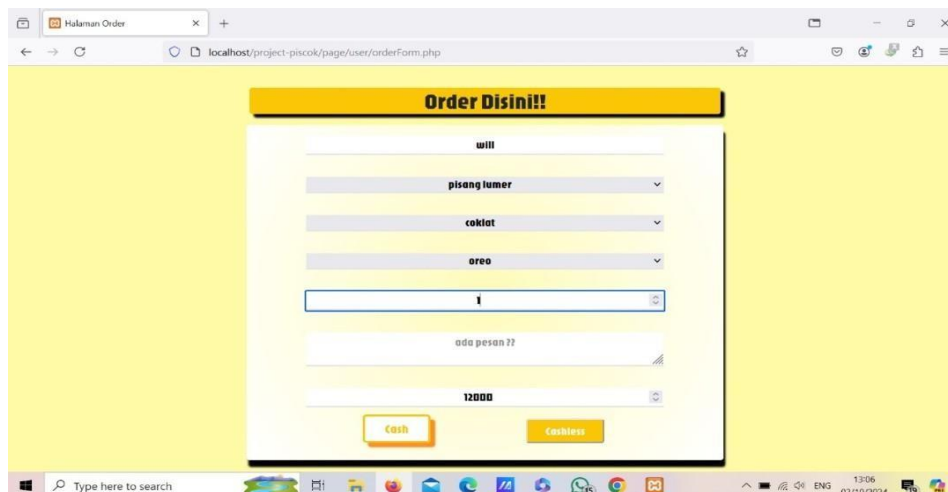 Halaman Order
localhost/project-piscok/page/user/orderForm.php
Order Disini!!
will
pisang lumer
coklat
oreo
1
ada pesan ??
12000
Cash Cashless
Type here to search
ENG
13:06